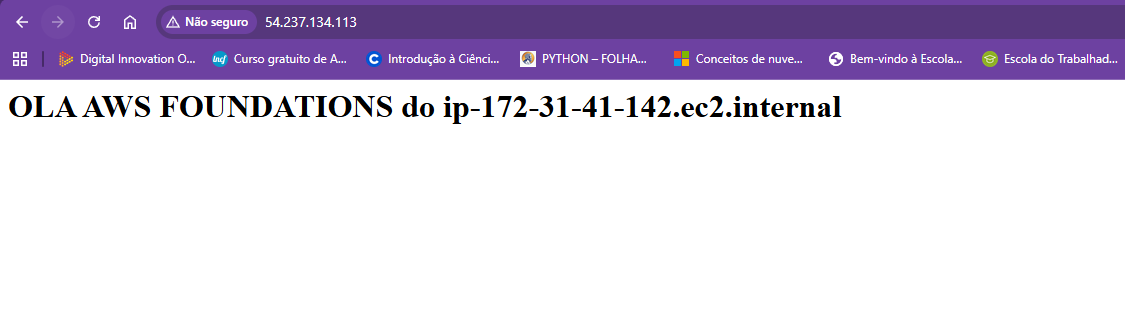 Não seguro 54.237.134.113
Digital Innovation O... Curso gratuito de A... Introdução à Ciênci... PYTHON – FOLHA... Conceitos de nuve... Bem-vindo à Escola... Escola do Trabalhad...
OLA AWS FOUNDATIONS do ip-172-31-41-142.ec2.internal